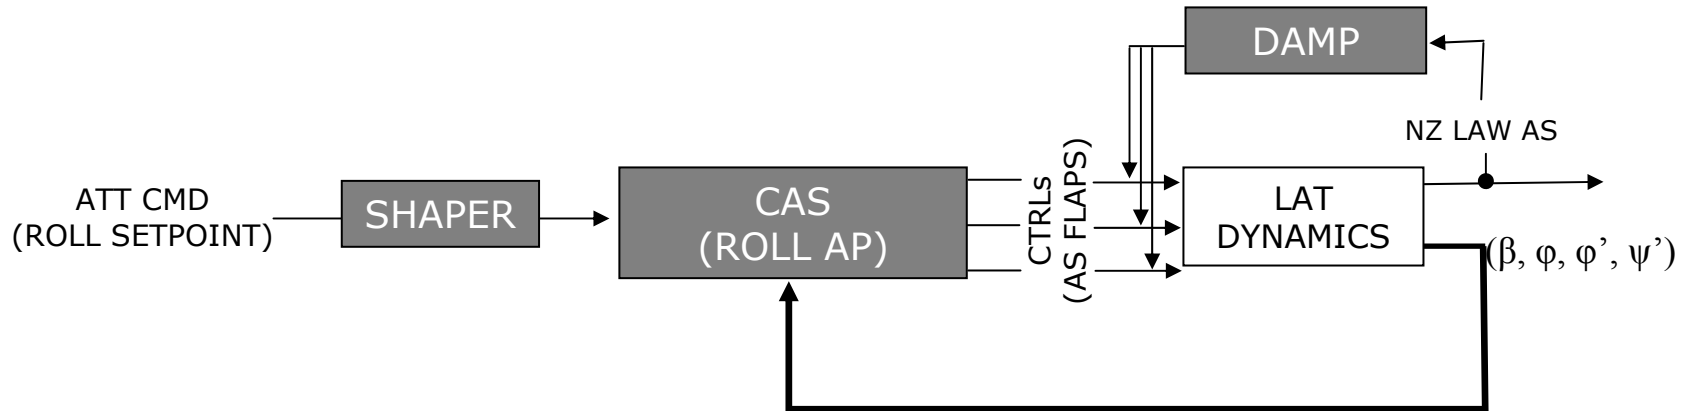 DAMP
NZ LAW AS
ATT CMD
(ROLL SETPOINT)
SHAPER
CAS
(ROLL AP)
CTRLs
(AS FLAPS)
LAT
DYNAMICS
(β, φ, φ’, ψ’)